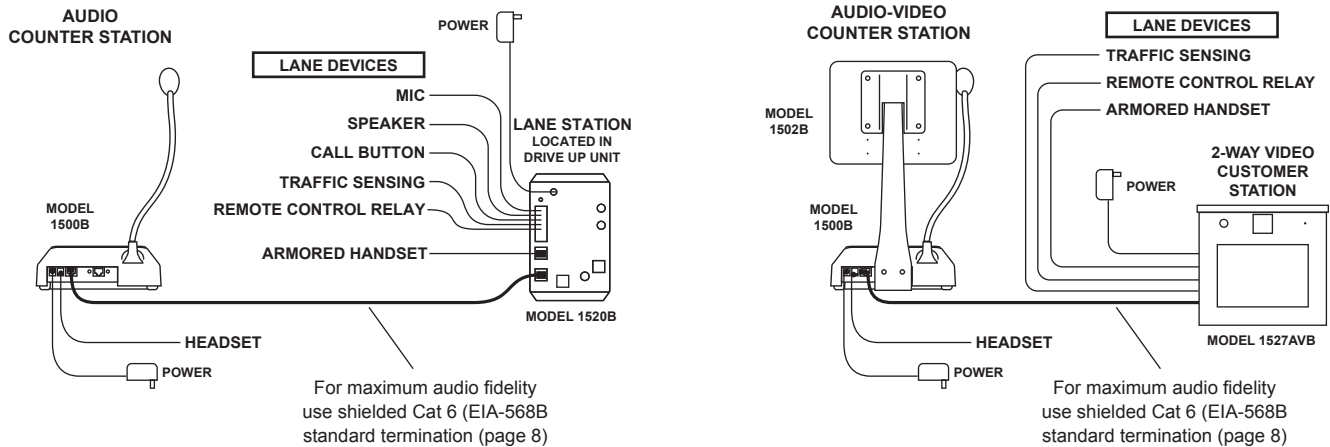 AUDIO
COUNTER STATION
POWER
LANE DEVICES
MIC
SPEAKER
CALL BUTTON
TRAFFIC SENSING
REMOTE CONTROL RELAY
ARMORED HANDSET
LANE STATION
LOCATED IN
DRIVE UP UNIT
MODEL
1500B
MODEL 1520B
HEADSET
POWER
For maximum audio fidelity
use shielded Cat 6 (EIA-568B
standard termination (page 8)
AUDIO-VIDEO
COUNTER STATION
LANE DEVICES
TRAFFIC SENSING
REMOTE CONTROL RELAY
ARMORED HANDSET
MODEL
1502B
2-WAY VIDEO
CUSTOMER
STATION
POWER
MODEL
1500B
MODEL 1527AVB
HEADSET
POWER
For maximum audio fidelity
use shielded Cat 6 (EIA-568B
standard termination (page 8)